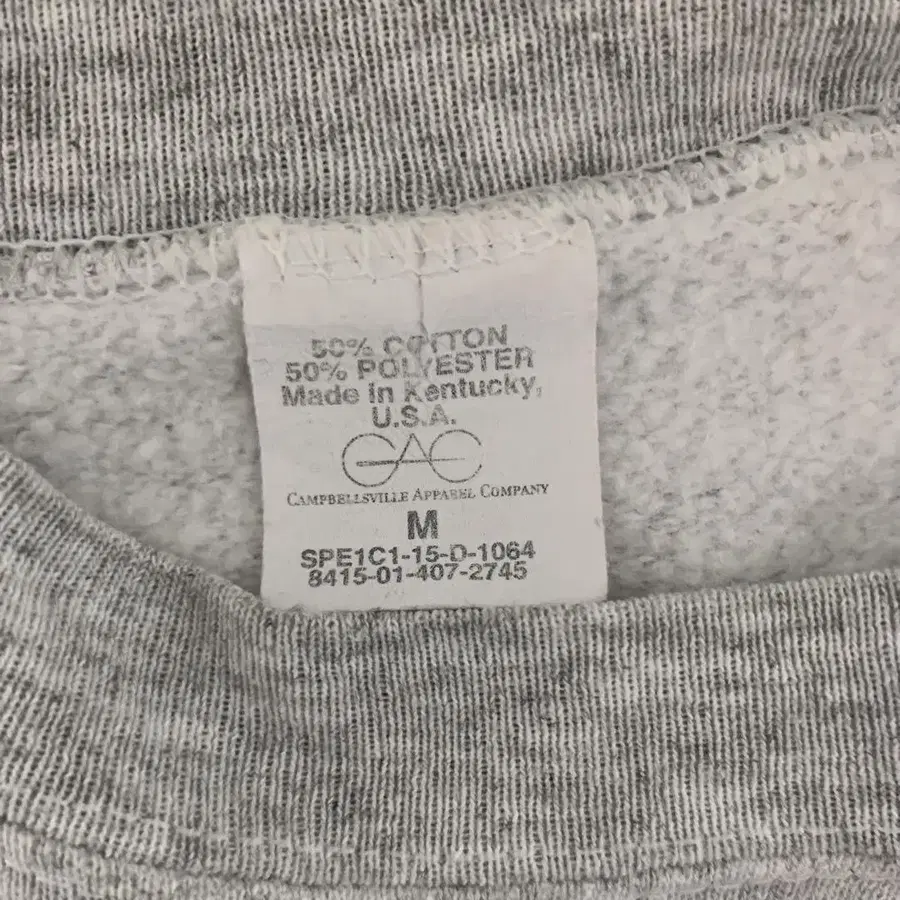 50% COTTON
50% POLYESTER
Made in Kentucky,
U.S.A.
CAC
CAMPBELLSVILLE APPAREL COMPANY
M
SPE1C1-15-D-1064
8415-01-407-2745